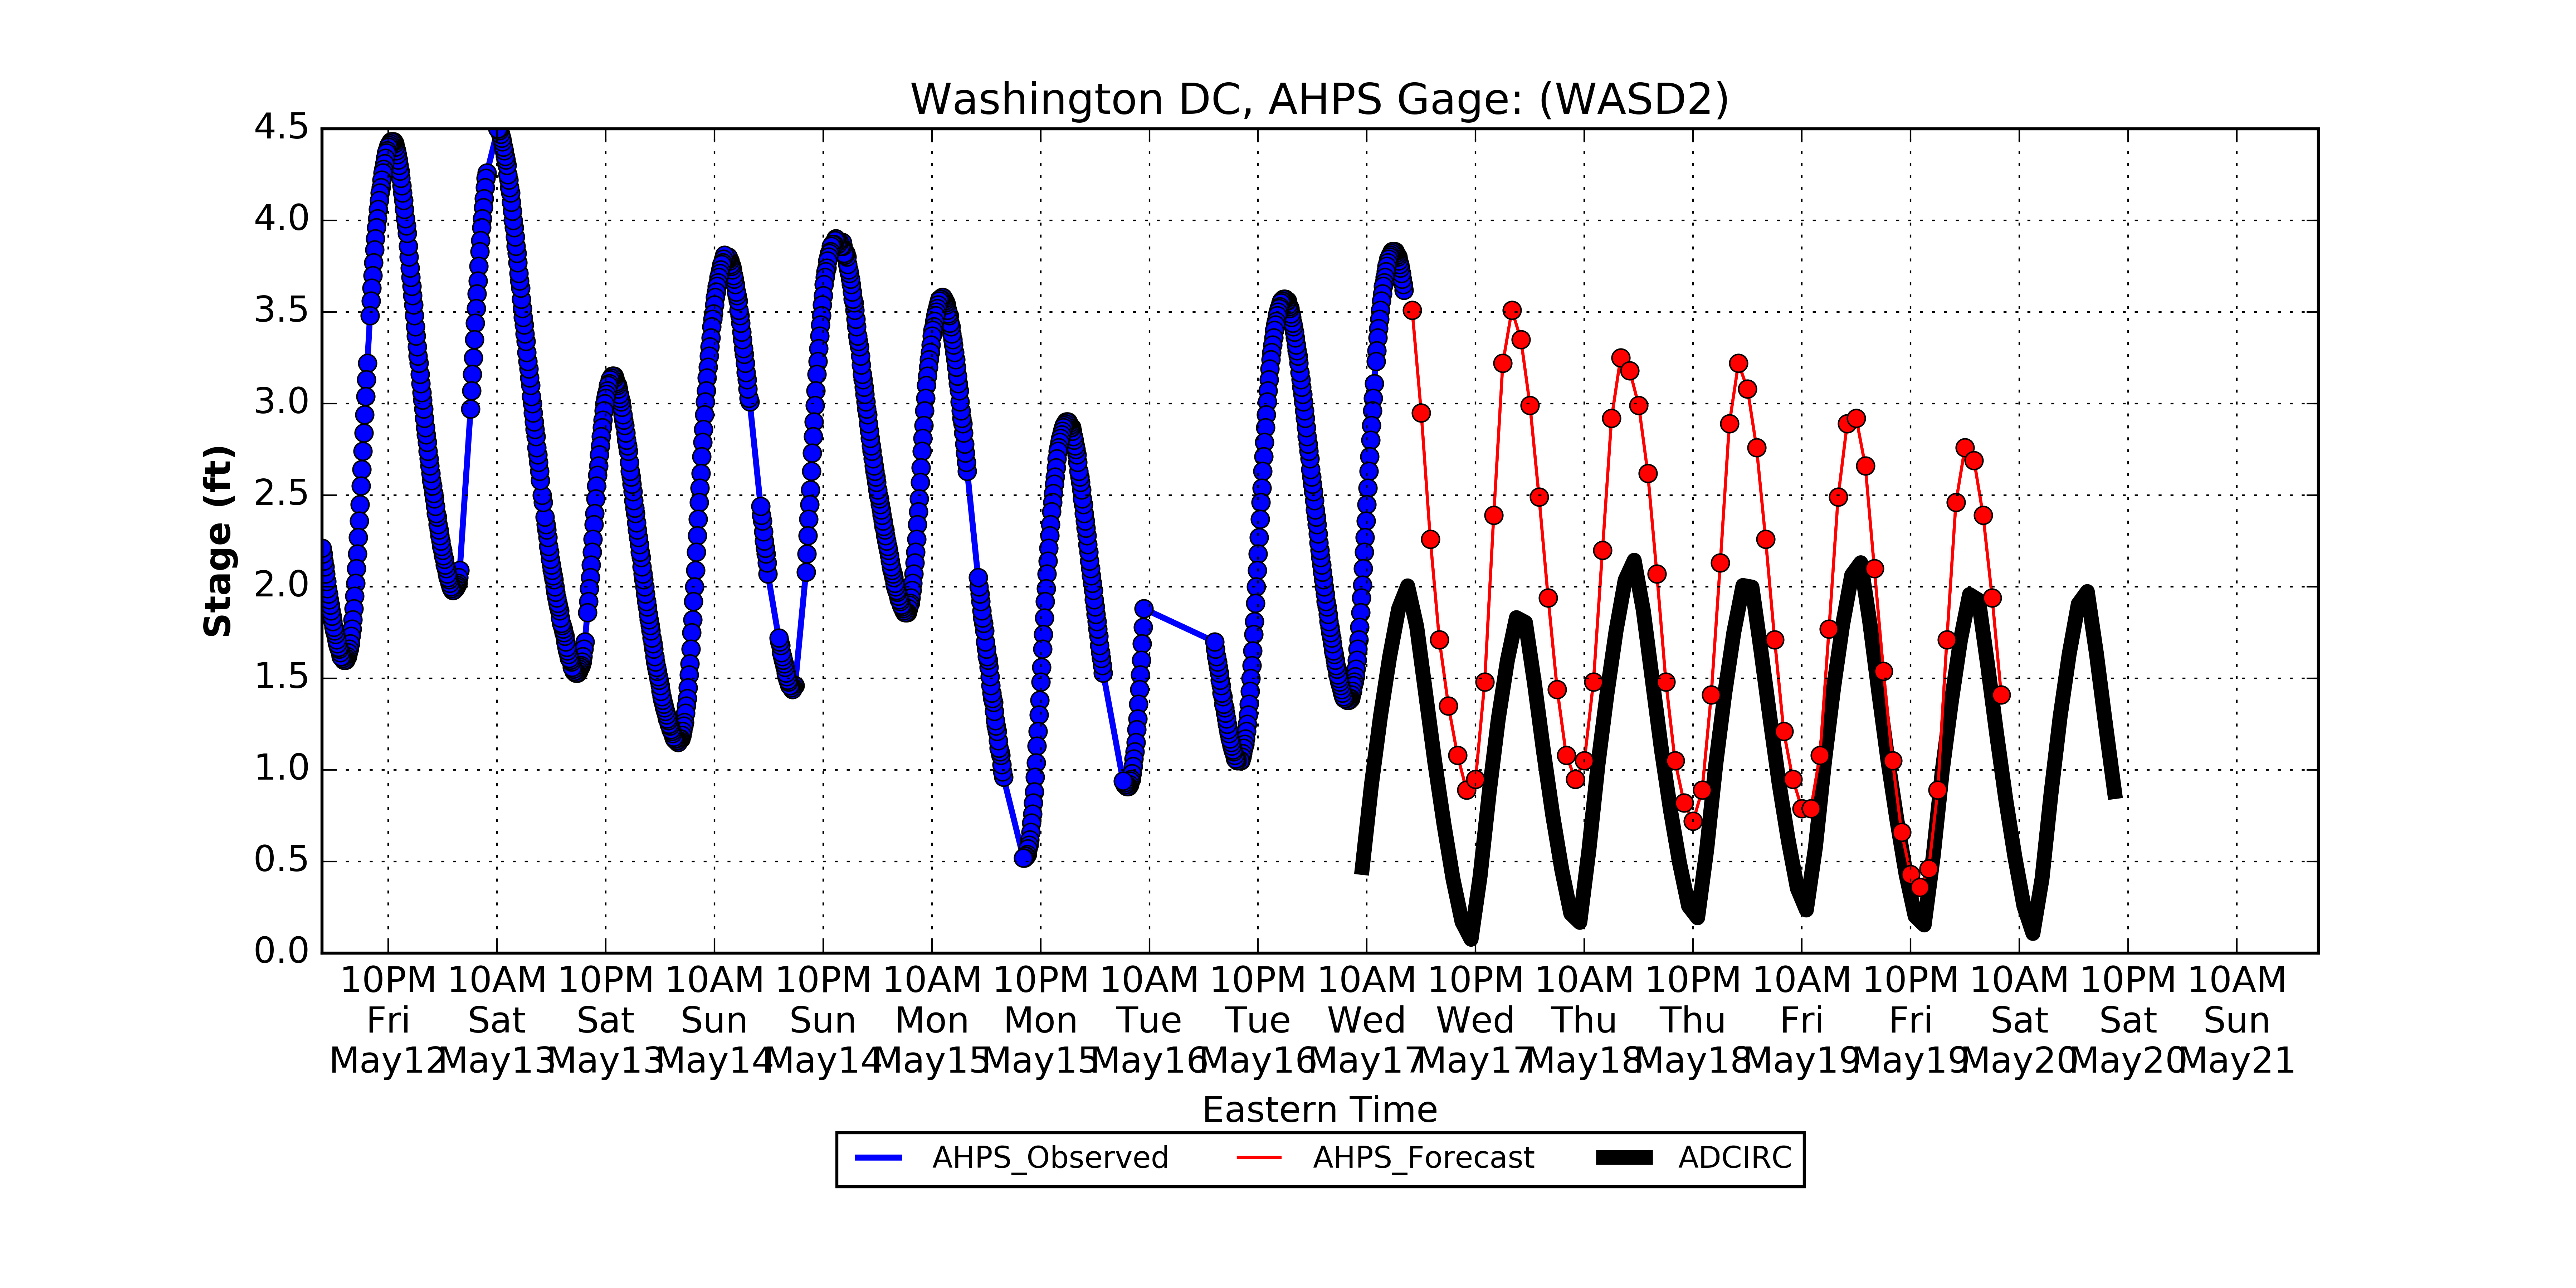 Washington DC, AHPS Gage: (WASD2)
Stage (ft)
4.5
4.0
3.5
3.0
2.5
2.0
1.5
1.0
0.5
0.0
10PM 10AM 10PM 10AM 10PM 10AM 10PM 10AM 10PM 10AM 10PM 10AM 10PM 10AM 10PM 10AM 10PM 10AM
Fri Sat Sat Sun Sun Mon Mon Tue Tue Wed Wed Thu Thu Fri Fri Sat Sat Sun
May12 May13 May13 May14 May14 May15 May15 May16 May16 May17 May17 May18 May18 May19 May19 May20 May20 May21
Eastern Time
AHPS_Observed AHPS_Forecast ADCIRC